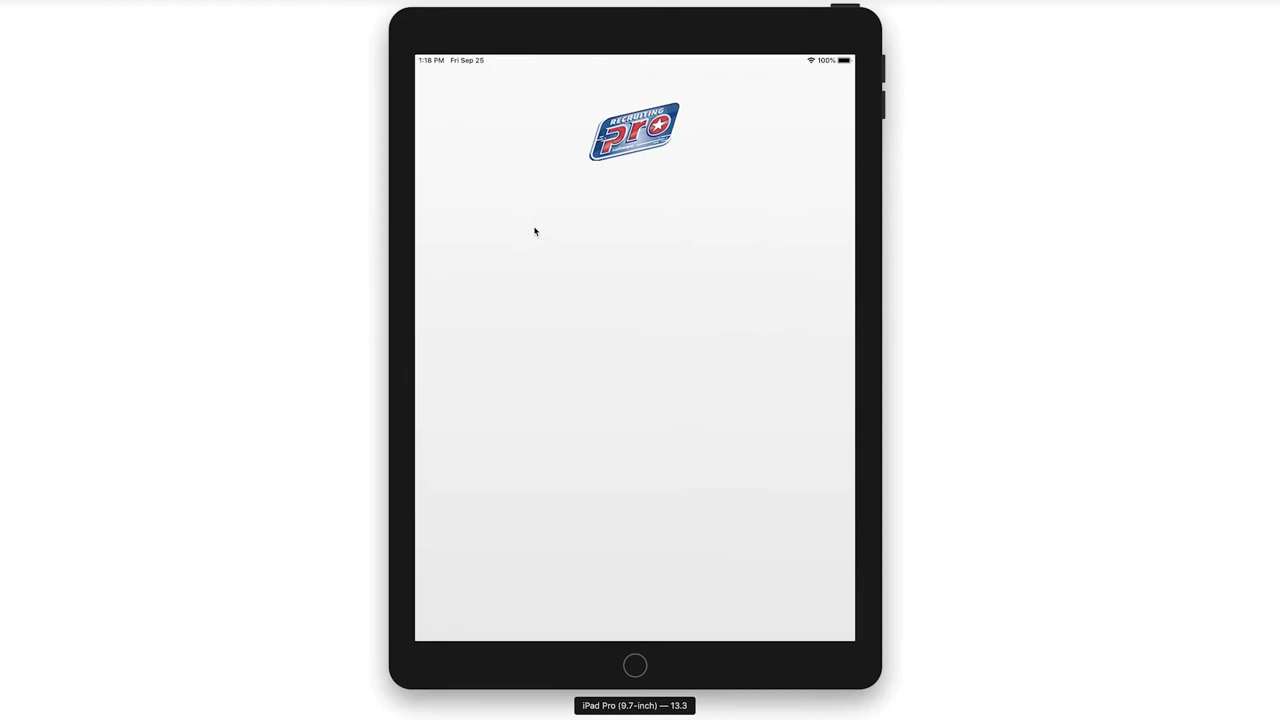 1:18 PM Fri Sep 25 100%
RECRUITING
pro
iPad Pro (9.7-inch) — 13.3